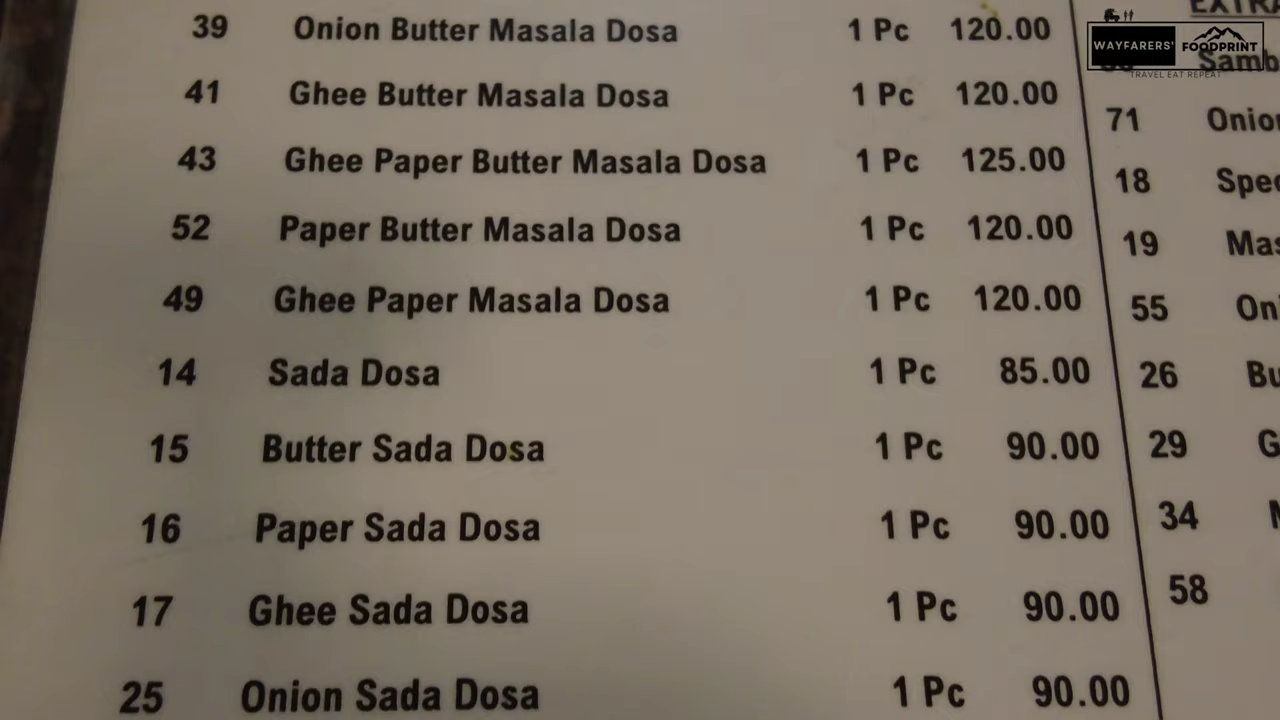 39 Onion Butter Masala Dosa 1 Pc 120.00
41 Ghee Butter Masala Dosa 1 Pc 120.00
43 Ghee Paper Butter Masala Dosa 1 Pc 125.00
52 Paper Butter Masala Dosa 1 Pc 120.00
49 Ghee Paper Masala Dosa 1 Pc 120.00
14 Sada Dosa 1 Pc 85.00
15 Butter Sada Dosa 1 Pc 90.00
16 Paper Sada Dosa 1 Pc 90.00
17 Ghee Sada Dosa 1 Pc 90.00
25 Onion Sada Dosa 1 Pc 90.00
WAYFARERS' FOODPRINT
TRAVEL EAT REPEAT
71
18
19
55
26
29
34
58